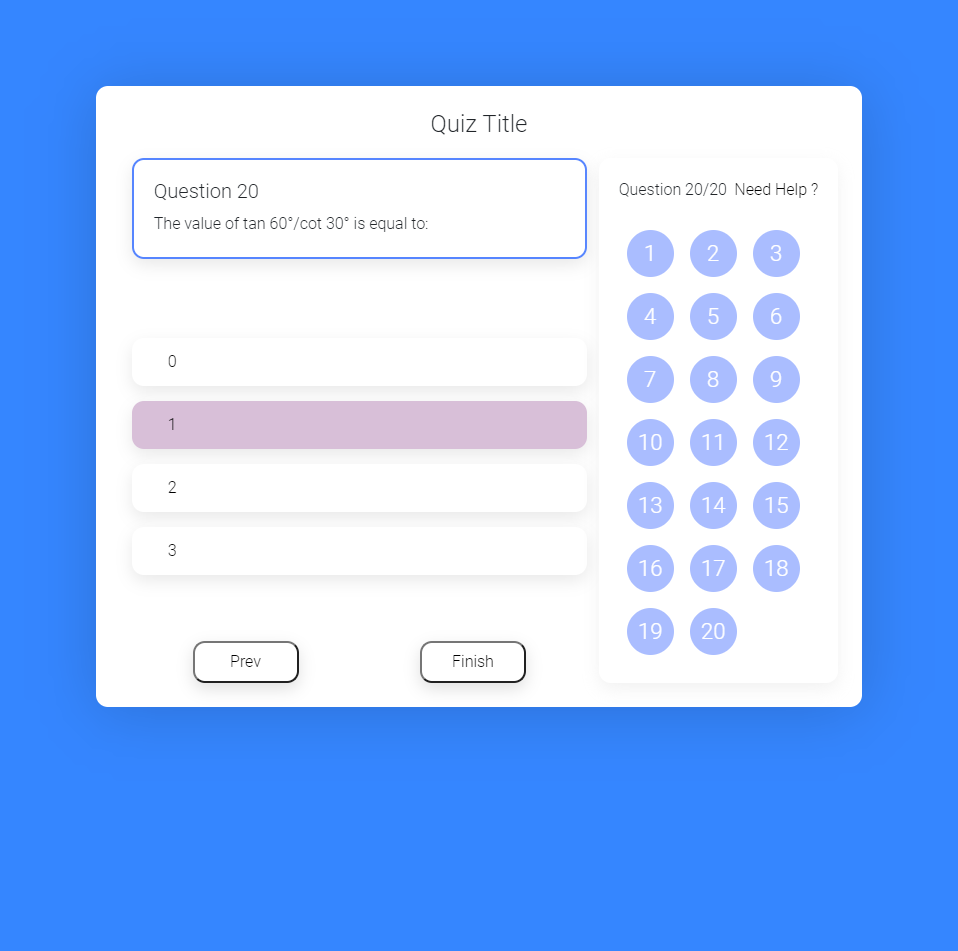 Quiz Title
Question 20
The value of tan 60°/cot 30° is equal to:
0
1
2
3
Prev
Finish
Question 20/20 Need Help ?
1 2 3
4 5 6
7 8 9
10 11 12
13 14 15
16 17 18
19 20